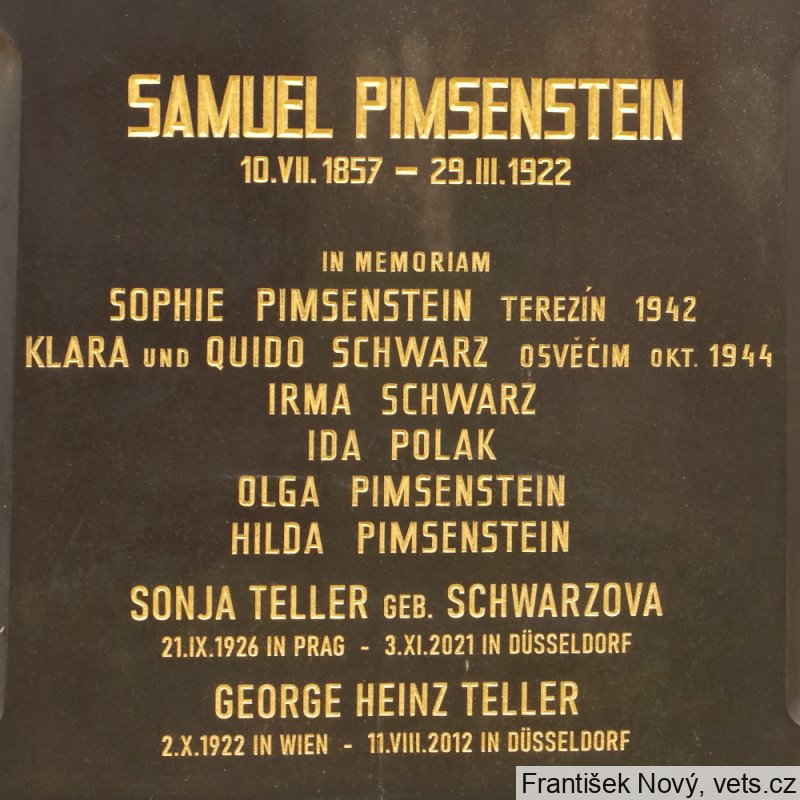 SAMUEL PIMSENSTEIN
10.VII.1857 – 29.III.1922
IN MEMORIAM
SOPHIE PIMSENSTEIN TEREZÍN 1942
KLARA UND QUIDO SCHWARZ OSVĚČIM OKT. 1944
IRMA SCHWARZ
IDA POLAK
OLGA PIMSENSTEIN
HILDA PIMSENSTEIN
SONJA TELLER GEB. SCHWARZOVA
21.IX.1926 IN PRAG - 3.XI.2021 IN DÜSSELDORF
GEORGE HEINZ TELLER
2.X.1922 IN WIEN - 11.VIII.2012 IN DÜSSELDORF
František Nový, vets.cz